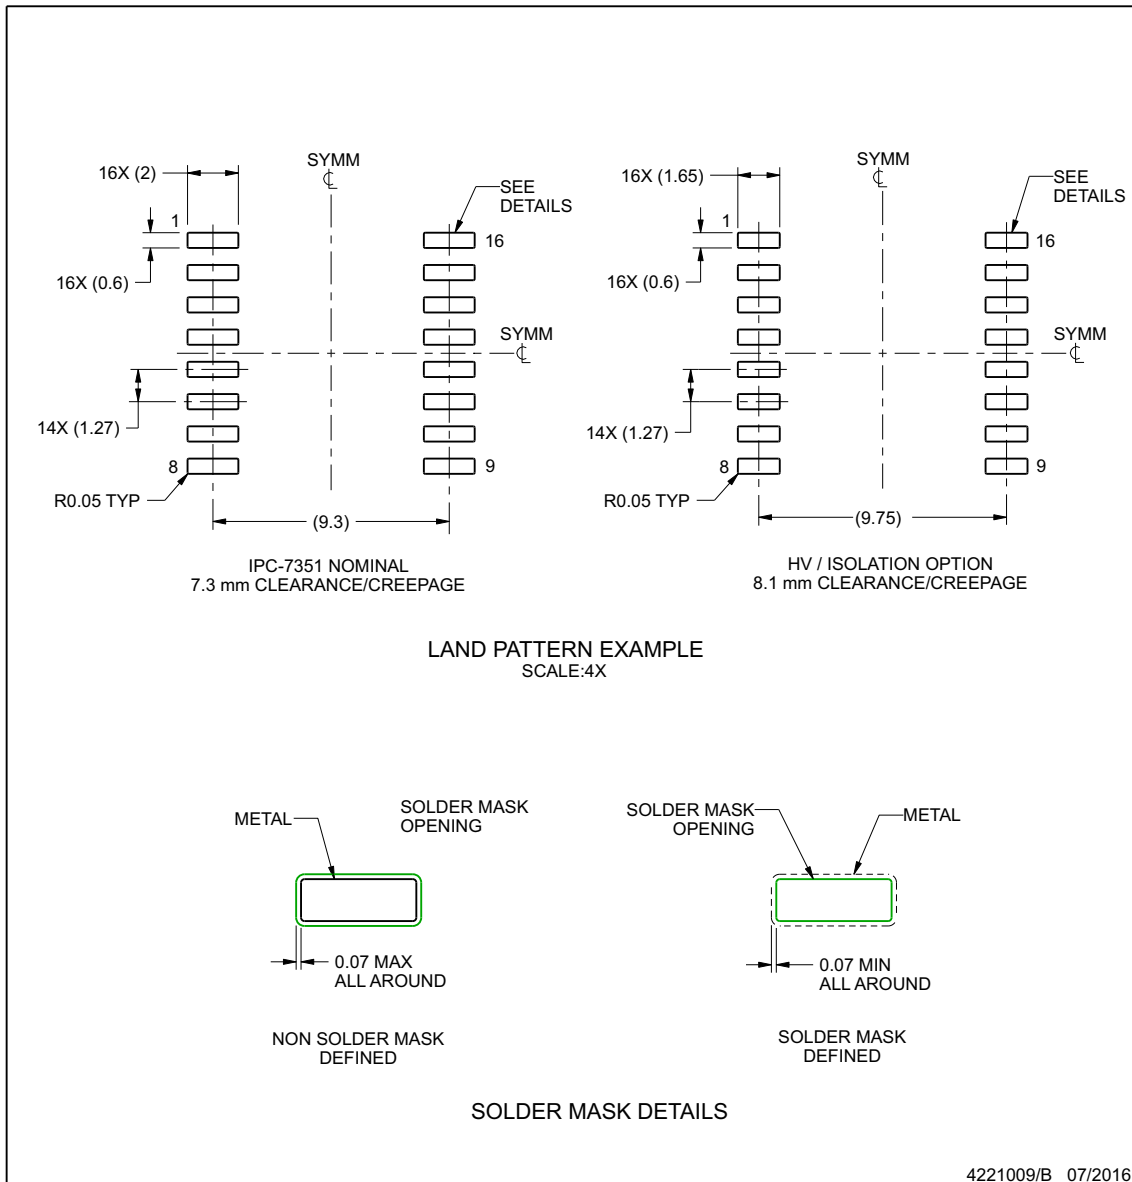 SYMM
℄
16X (2)
SEE
DETAILS
1
16
16X (0.6)
SYMM
℄
14X (1.27)
8
9
R0.05 TYP
(9.3)
IPC-7351 NOMINAL
7.3 mm CLEARANCE/CREEPAGE
SYMM
℄
16X (1.65)
SEE
DETAILS
1
16
16X (0.6)
SYMM
℄
14X (1.27)
8
9
R0.05 TYP
(9.75)
HV / ISOLATION OPTION
8.1 mm CLEARANCE/CREEPAGE
LAND PATTERN EXAMPLE
SCALE:4X
METAL
SOLDER MASK
OPENING
0.07 MAX
ALL AROUND
NON SOLDER MASK
DEFINED
SOLDER MASK
OPENING
METAL
0.07 MIN
ALL AROUND
SOLDER MASK
DEFINED
SOLDER MASK DETAILS
4221009/B 07/2016